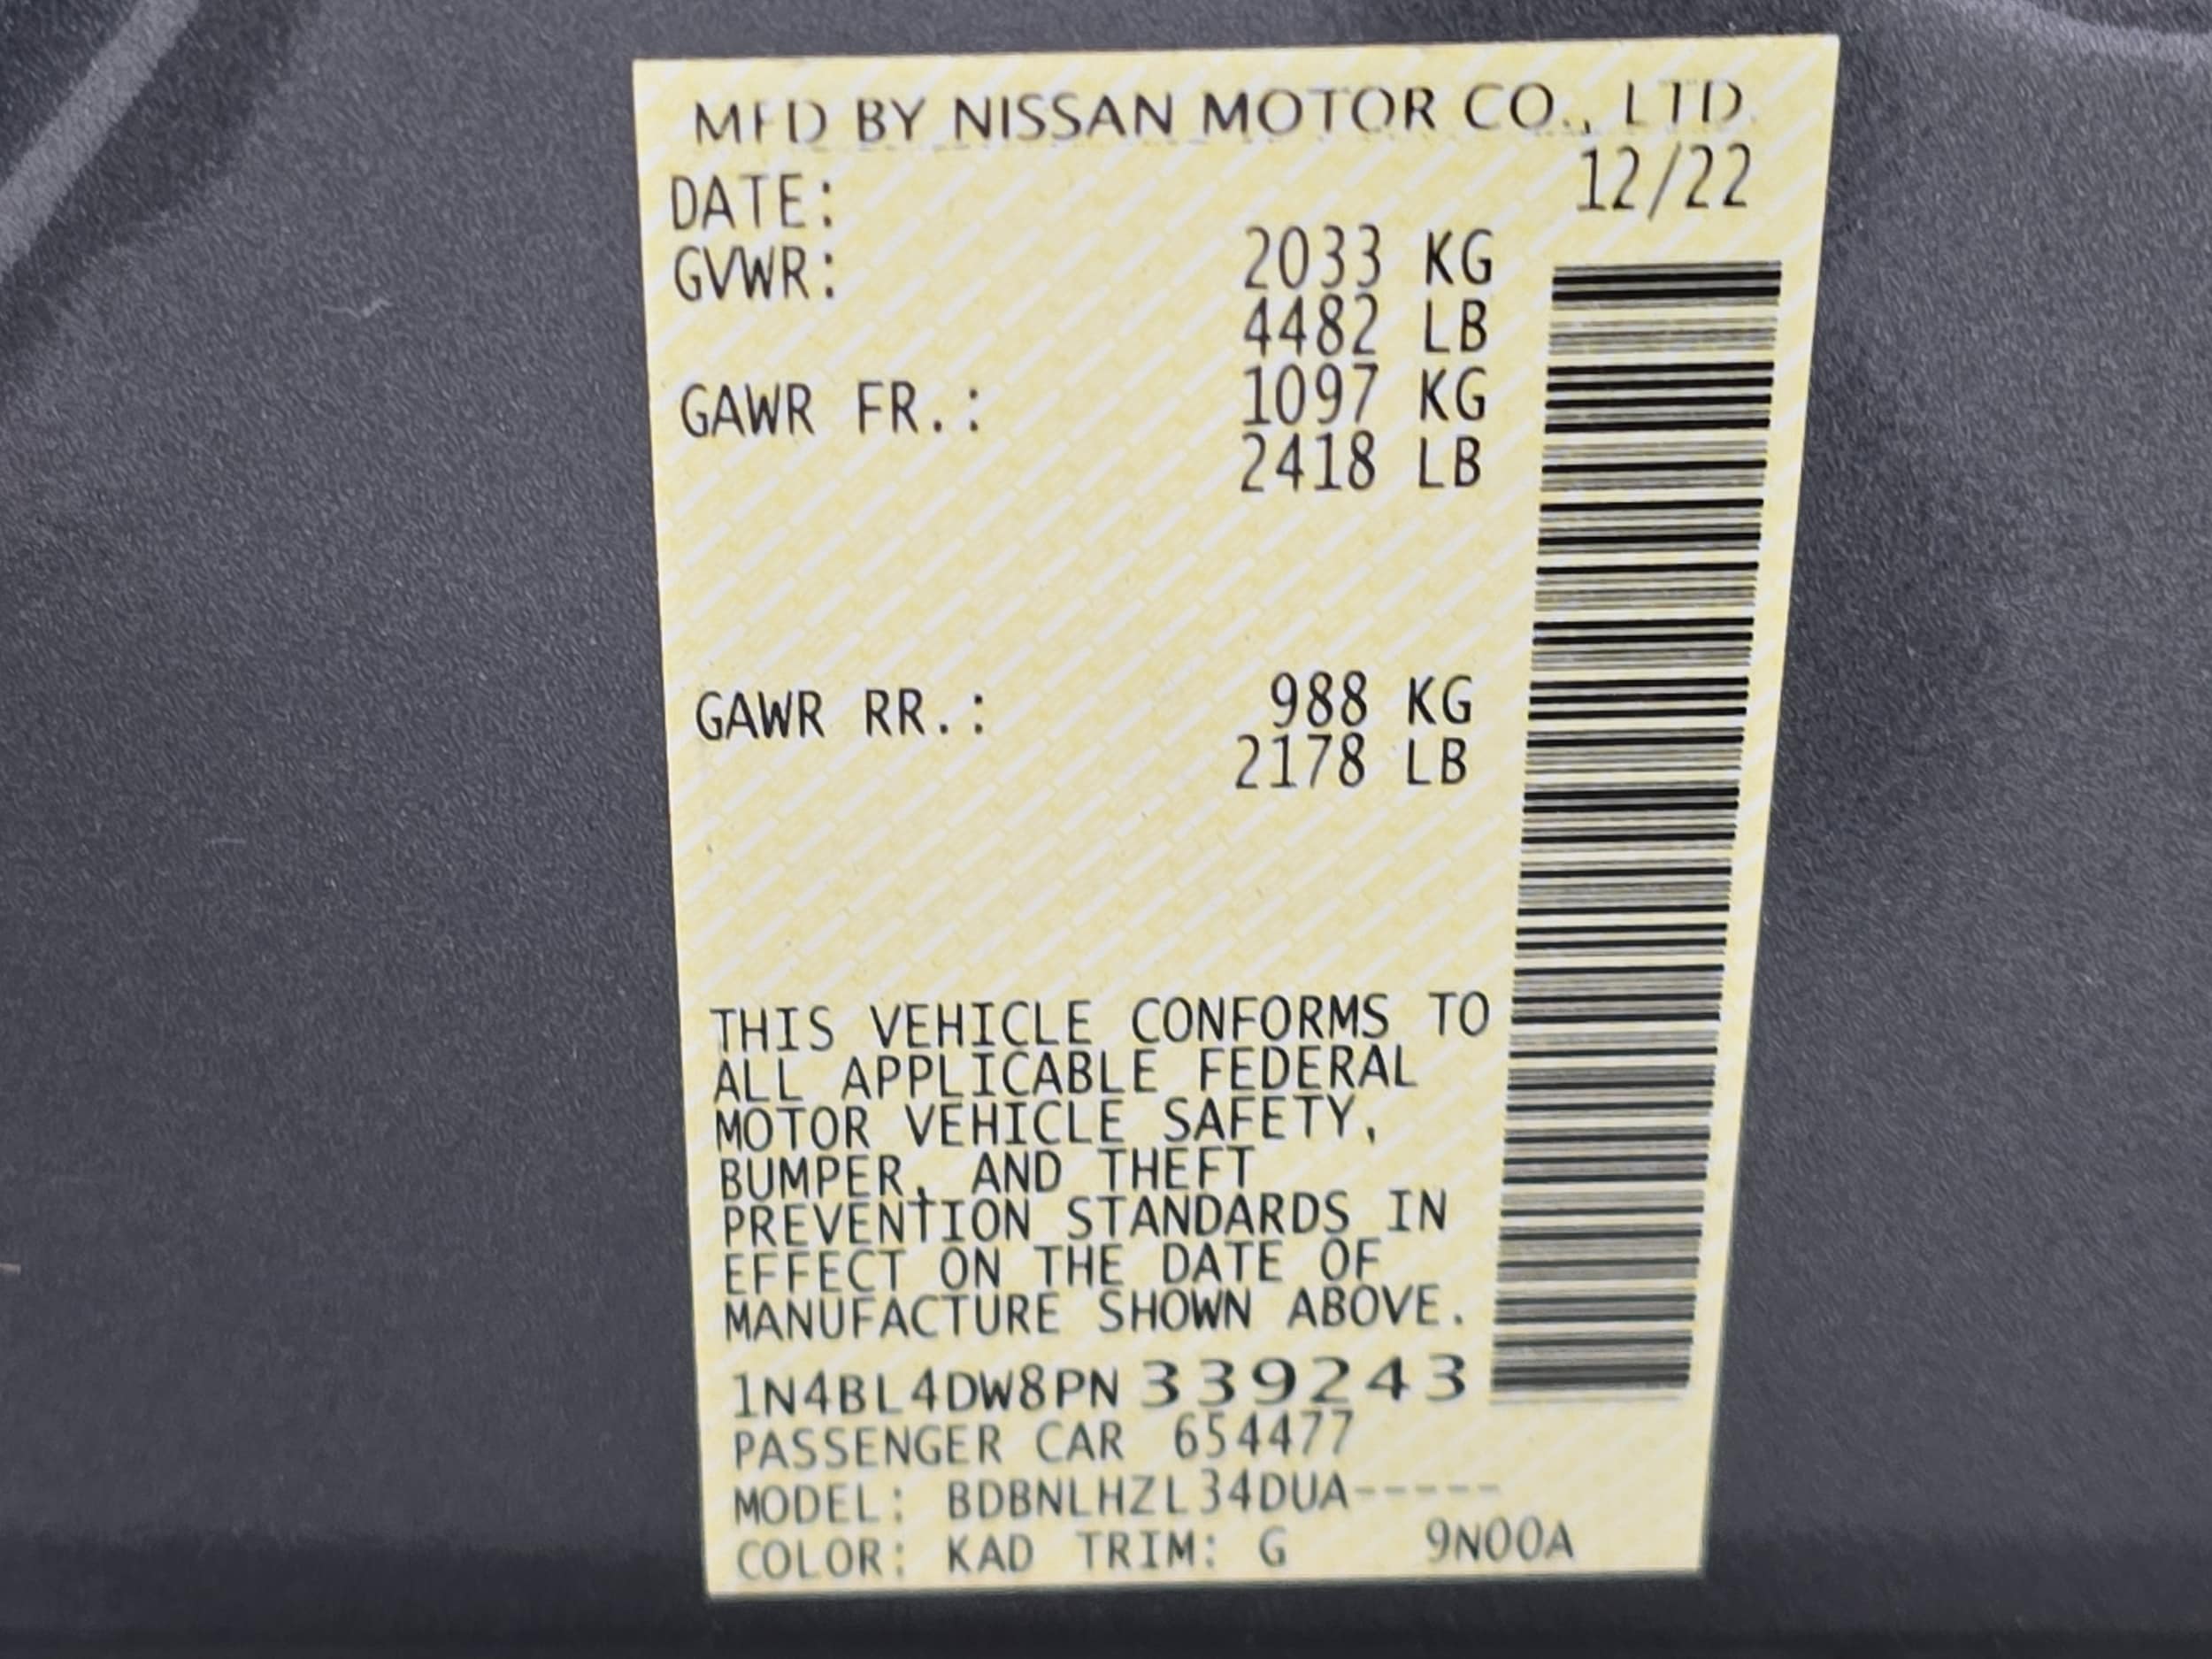 MFD BY NISSAN MOTOR CO., LTD.
DATE: 12/22
GVWR: 2033 KG
4482 LB
GAWR FR.: 1097 KG
2418 LB
GAWR RR.: 988 KG
2178 LB
THIS VEHICLE CONFORMS TO
ALL APPLICABLE FEDERAL
MOTOR VEHICLE SAFETY,
BUMPER, AND THEFT
PREVENTION STANDARDS IN
EFFECT ON THE DATE OF
MANUFACTURE SHOWN ABOVE.
1N4BL4DW8PN339243
PASSENGER CAR 654477
MODEL: BDBNLHZL34DUA-----
COLOR: KAD TRIM: G 9N00A